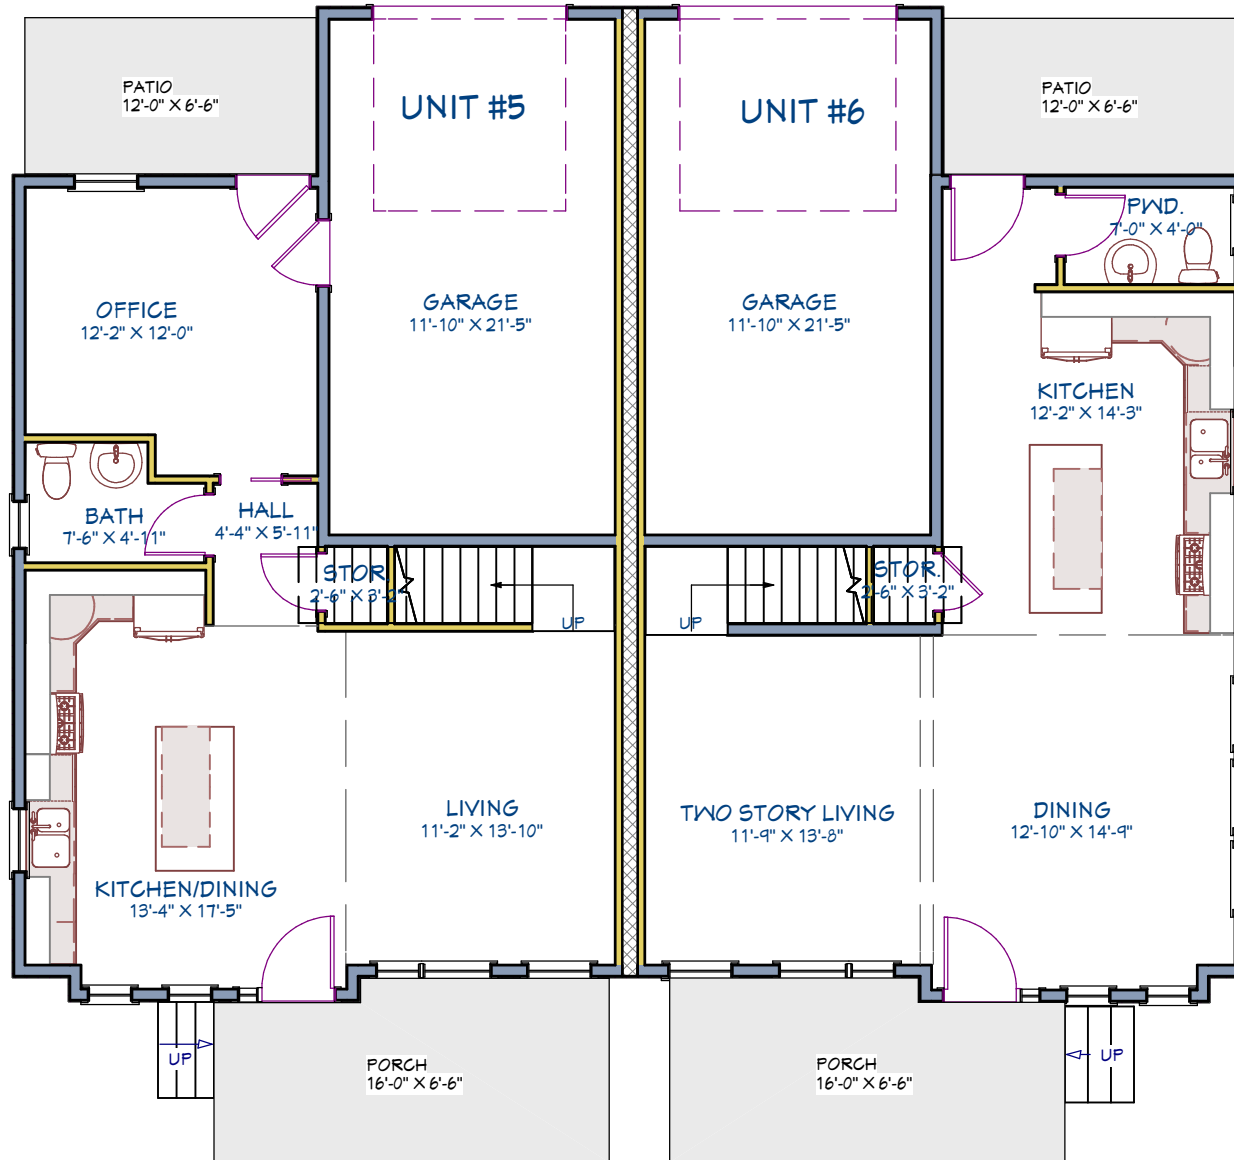 PATIO
12'-0" X 6'-6"
UNIT #5
UNIT #6
PATIO
12'-0" X 6'-6"
PWD.
7'-0" X 4'-0"
OFFICE
12'-2" X 12'-0"
GARAGE
11'-10" X 21'-5"
GARAGE
11'-10" X 21'-5"
KITCHEN
12'-2" X 14'-3"
BATH
7'-6" X 4'-11"
HALL
4'-4" X 5'-11"
STOR.
2'-6" X 3'-2"
UP
UP
STOR.
2'-6" X 3'-2"
LIVING
11'-2" X 13'-10"
TWO STORY LIVING
11'-9" X 13'-8"
DINING
12'-10" X 14'-9"
KITCHEN/DINING
13'-4" X 17'-5"
UP
PORCH
16'-0" X 6'-6"
PORCH
16'-0" X 6'-6"
UP